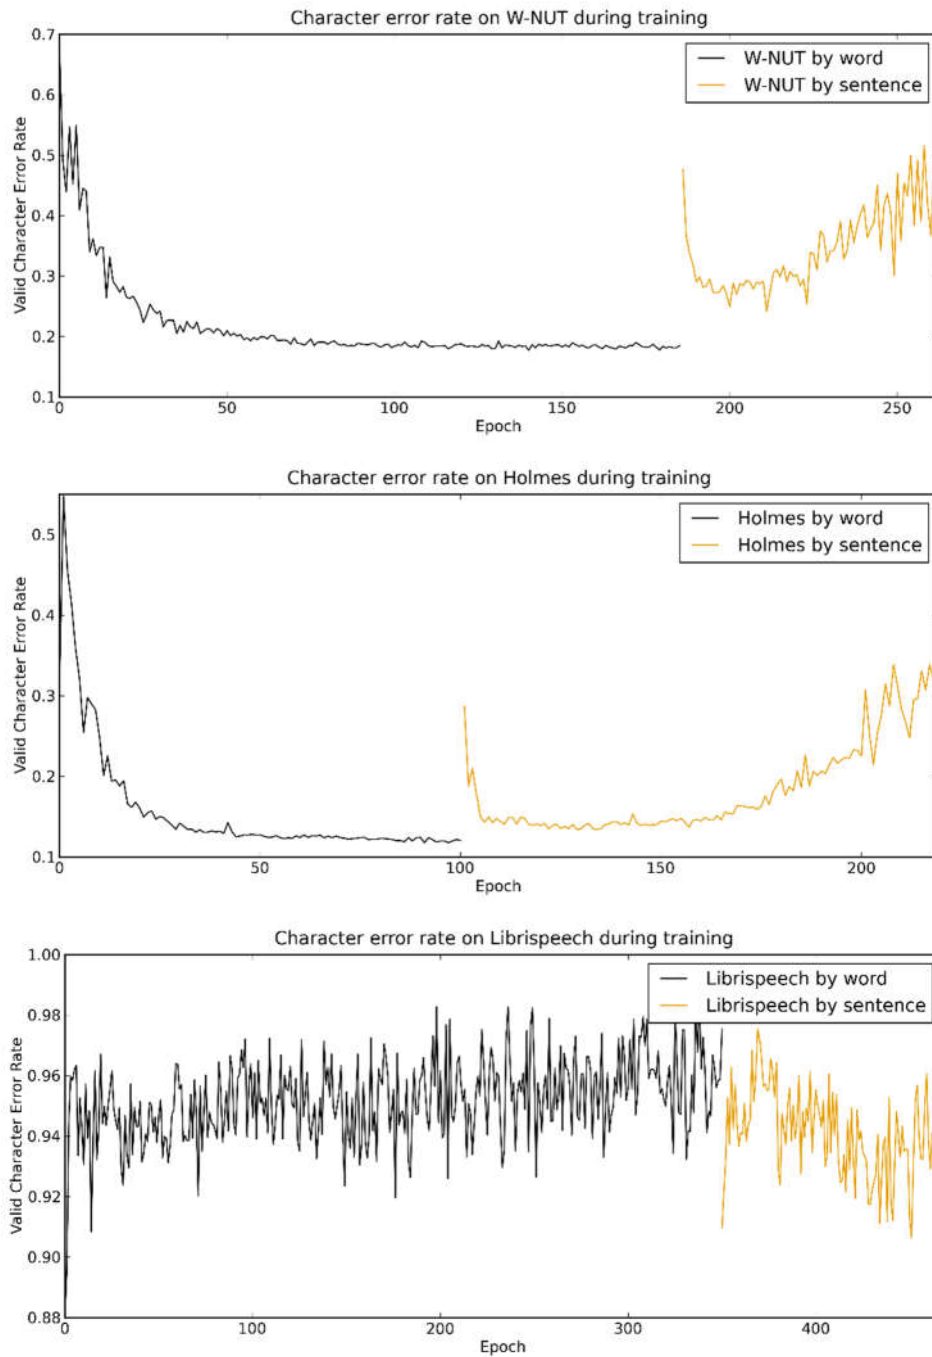 Character error rate on W-NUT during training
0.7
0.6
0.5
0.4
0.3
0.2
0.1
Valid Character Error Rate
W-NUT by word
W-NUT by sentence
0
50
100
150
200
250
Epoch
Character error rate on Holmes during training
0.5
0.4
0.3
0.2
0.1
Valid Character Error Rate
Holmes by word
Holmes by sentence
0
50
100
150
200
Epoch
Character error rate on Librispeech during training
1.00
0.98
0.96
0.94
0.92
0.90
0.88
Valid Character Error Rate
Librispeech by word
Librispeech by sentence
0
100
200
300
400
Epoch